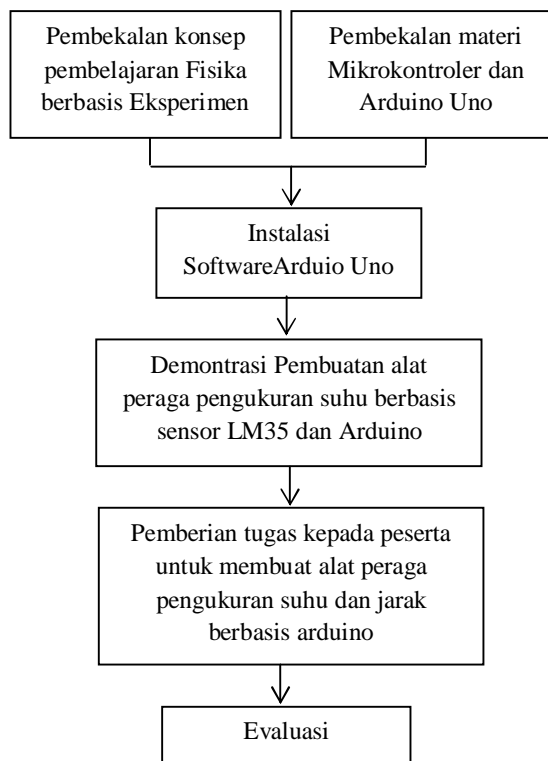 Pembekalan konsep
pembelajaran Fisika
berbasis Eksperimen
Pembekalan materi
Mikrokontroler dan
Arduino Uno
Instalasi
SoftwareArduio Uno
Demontrasi Pembuatan alat
peraga pengukuran suhu berbasis
sensor LM35 dan Arduino
Pemberian tugas kepada peserta
untuk membuat alat peraga
pengukuran suhu dan jarak
berbasis arduino
Evaluasi